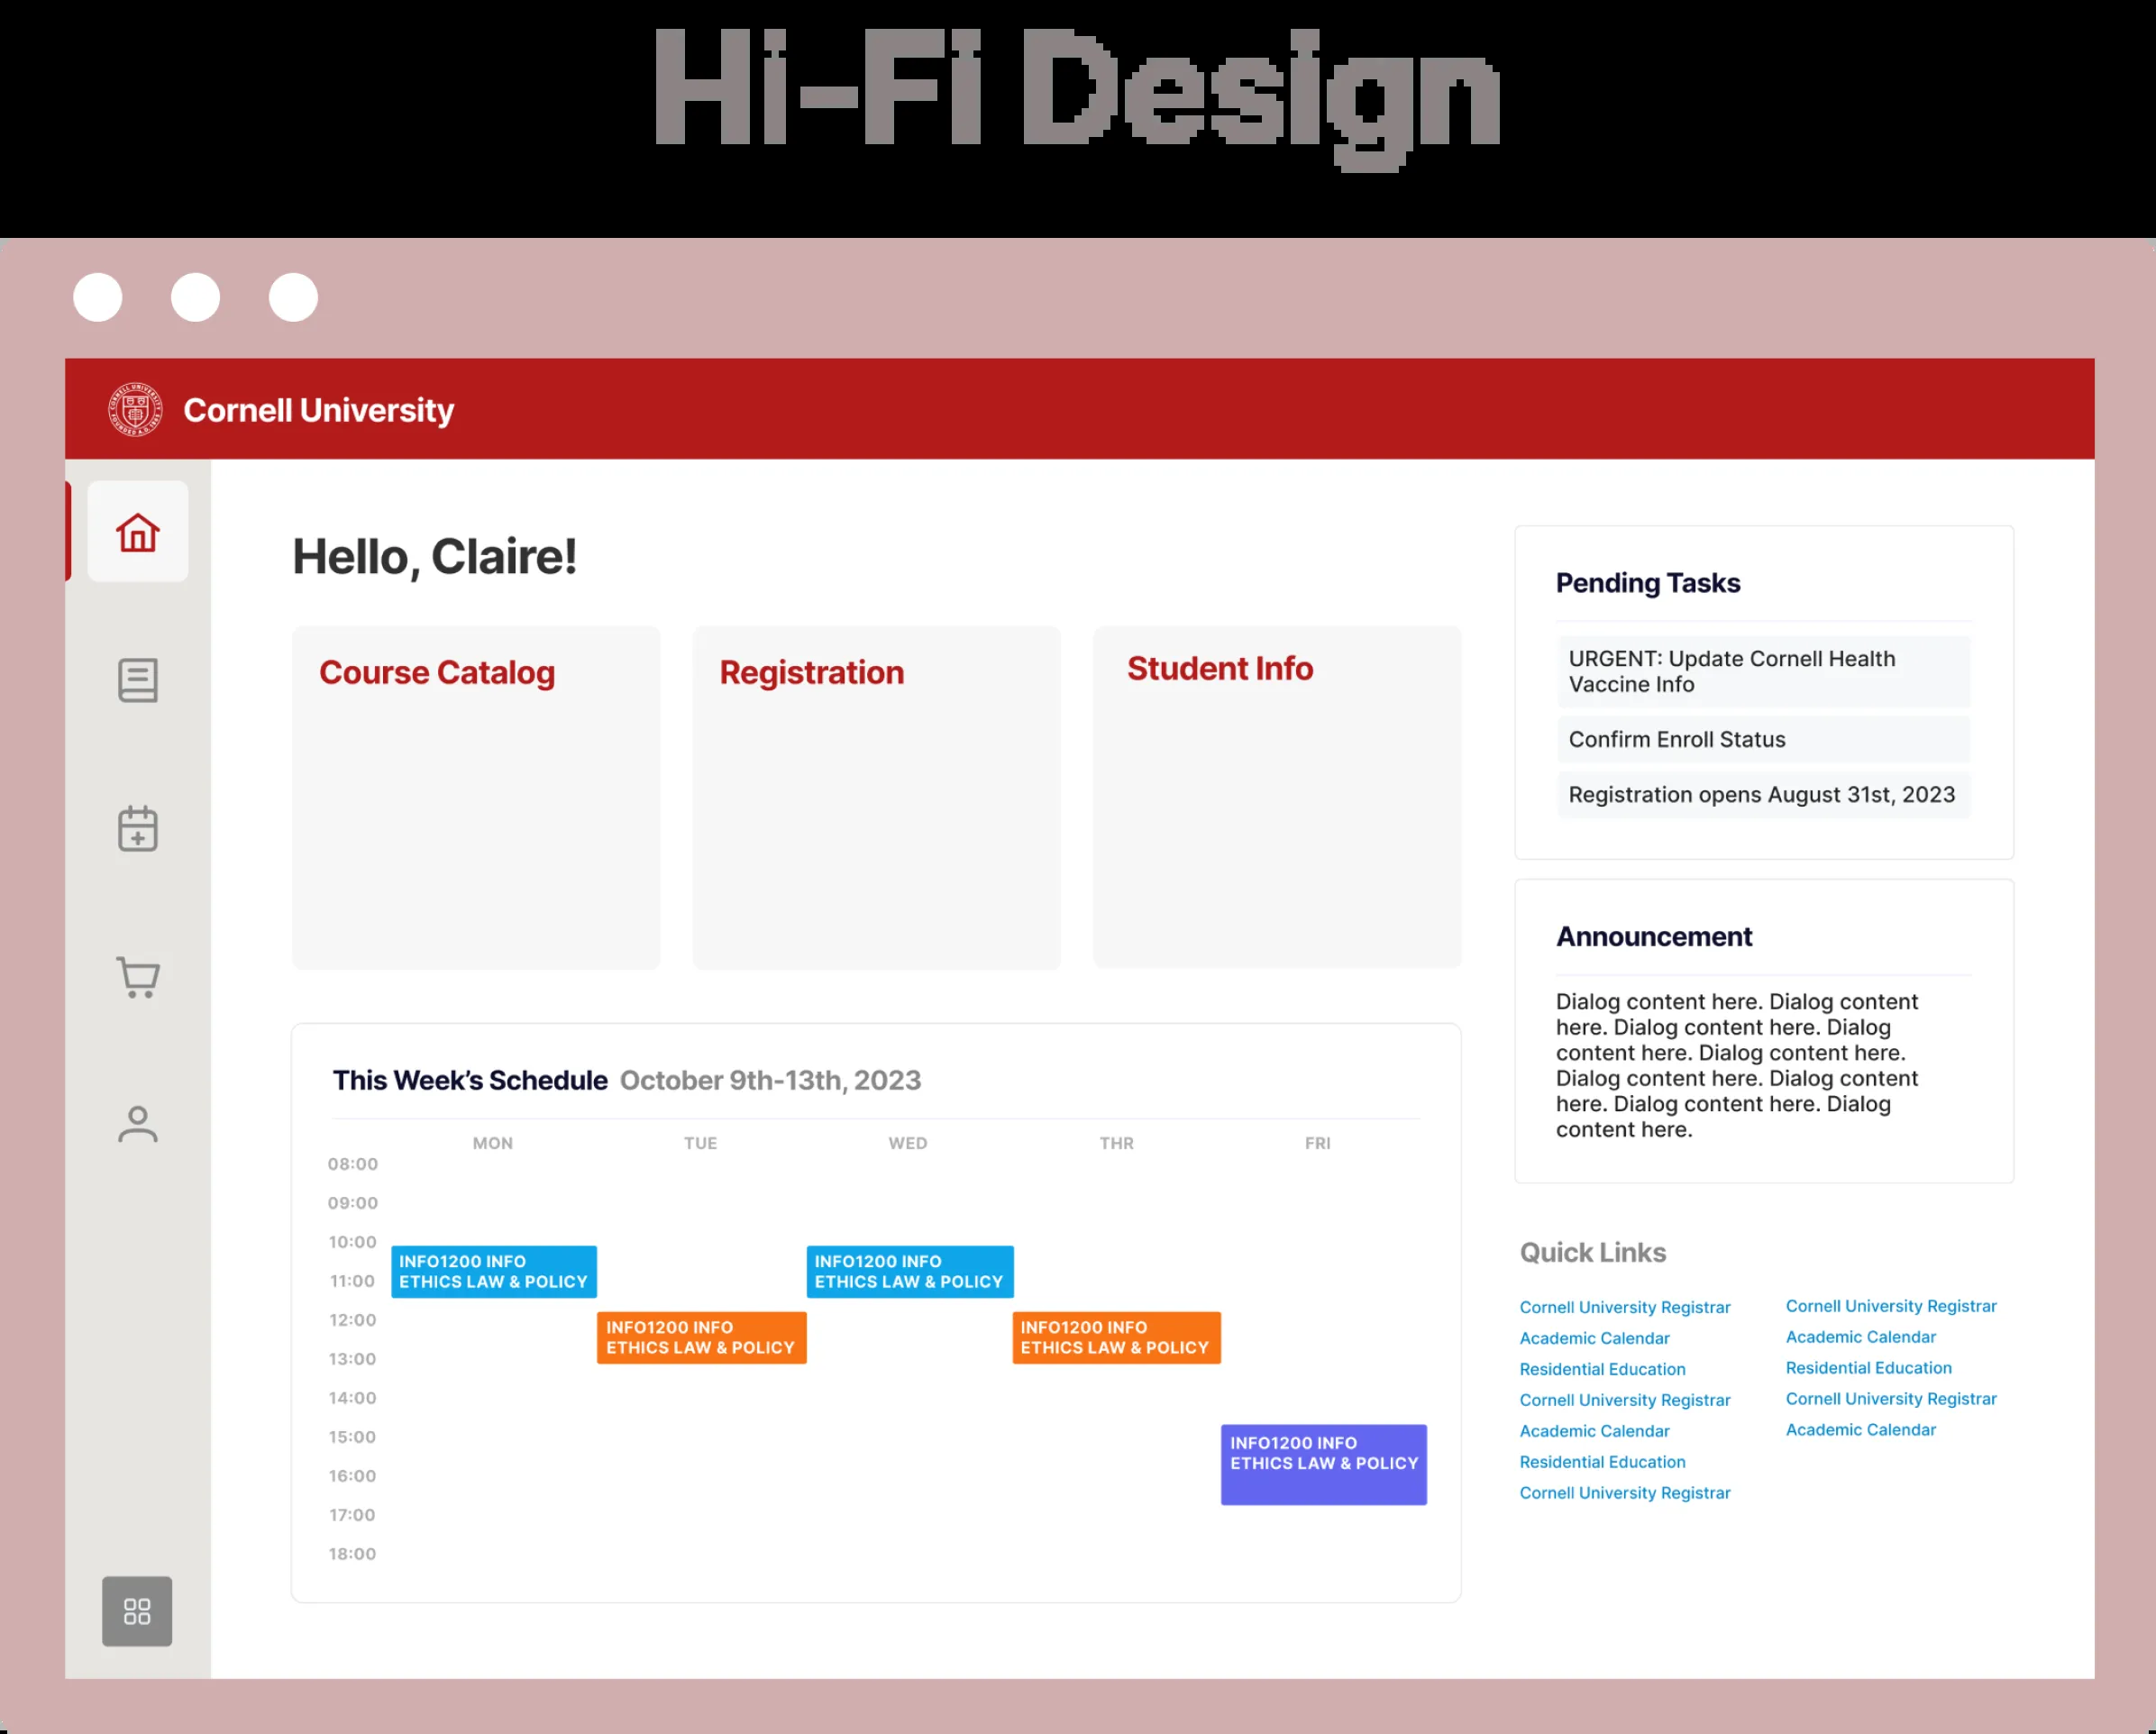 Hi-Fi Design
Cornell University
Hello, Claire!
Course Catalog
Registration
Student Info
This Week's Schedule October 9th-13th, 2023
MON TUE WED THR FRI
08:00
09:00
10:00
11:00
12:00
13:00
14:00
15:00
16:00
17:00
18:00
INFO1200 INFO
ETHICS LAW & POLICY
INFO1200 INFO
ETHICS LAW & POLICY
INFO1200 INFO
ETHICS LAW & POLICY
INFO1200 INFO
ETHICS LAW & POLICY
INFO1200 INFO
ETHICS LAW & POLICY
Pending Tasks
URGENT: Update Cornell Health
Vaccine Info
Confirm Enroll Status
Registration opens August 31st, 2023
Announcement
Dialog content here. Dialog content
here. Dialog content here. Dialog
content here. Dialog content here.
Dialog content here. Dialog content
here. Dialog content here. Dialog
content here.
Quick Links
Cornell University Registrar
Academic Calendar
Residential Education
Cornell University Registrar
Academic Calendar
Residential Education
Cornell University Registrar
Cornell University Registrar
Academic Calendar
Residential Education
Cornell University Registrar
Academic Calendar